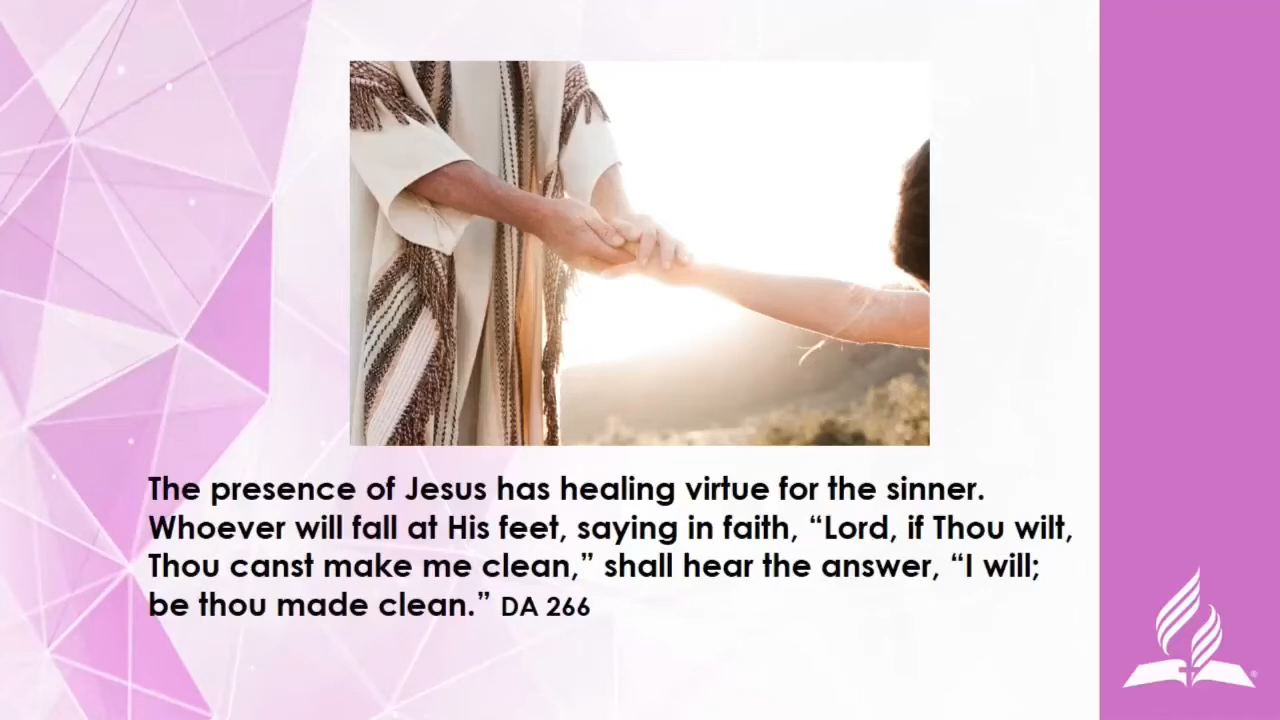 The presence of Jesus has healing virtue for the sinner.
Whoever will fall at His feet, saying in faith, “Lord, if Thou wilt,
Thou canst make me clean,” shall hear the answer, “I will;
be thou made clean.” DA 266